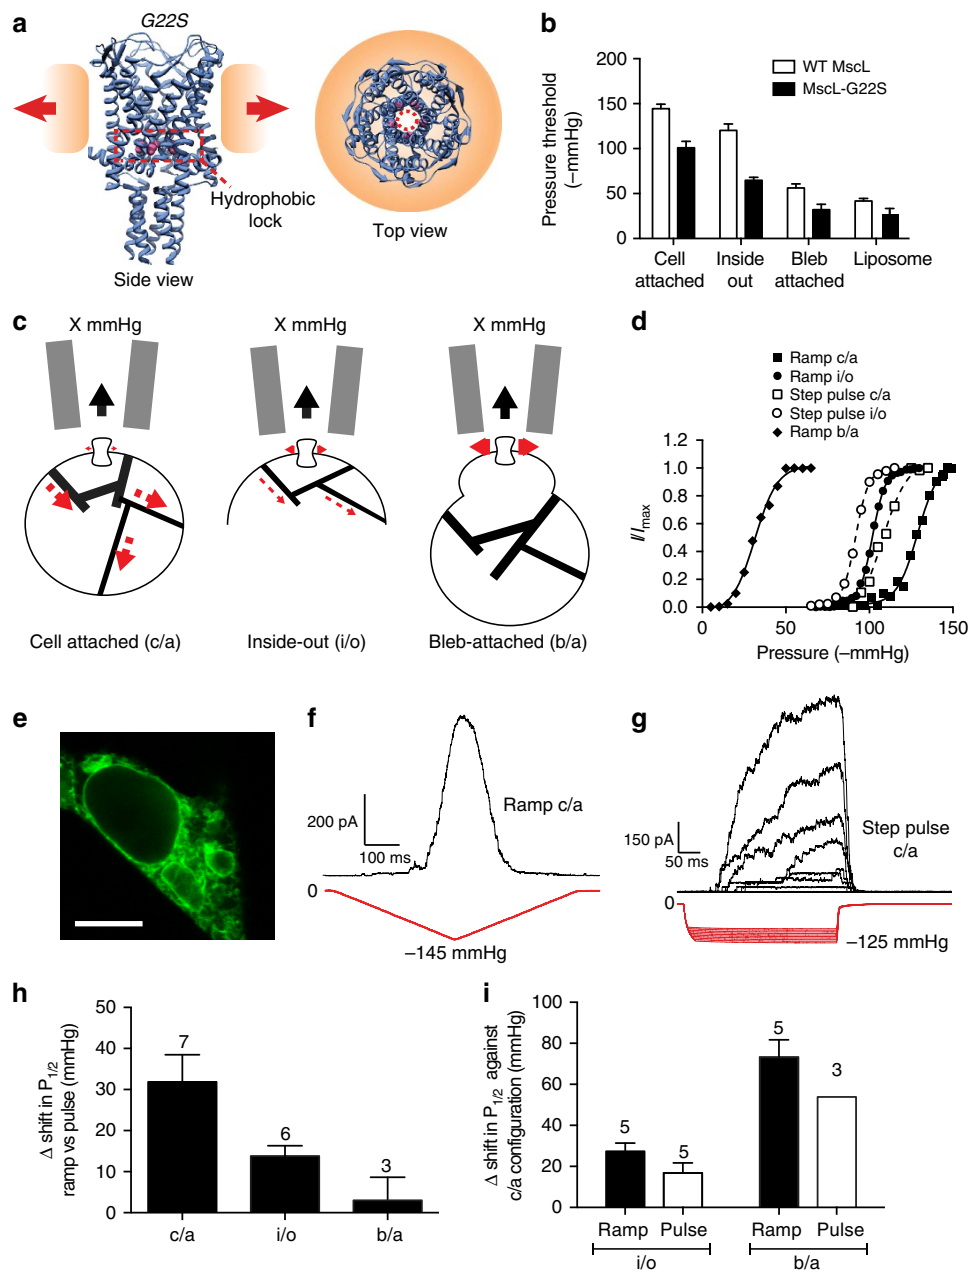 a
G22S
Hydrophobic
lock
Side view
Top view
b
Pressure threshold
(–mmHg)
200
150
100
50
0
WT MscL
MscL-G22S
Cell
attached
Inside
out
Bleb
attached
Liposome
c
X mmHg
X mmHg
X mmHg
Cell attached (c/a)
Inside-out (i/o)
Bleb-attached (b/a)
d
Ramp c/a
Ramp i/o
Step pulse c/a
Step pulse i/o
Ramp b/a
I/Imax
1.2
1.0
0.8
0.6
0.4
0.2
0.0
0
50
100
150
Pressure (–mmHg)
e
f
200 pA
100 ms
Ramp c/a
0
–145 mmHg
g
150 pA
50 ms
Step pulse
c/a
0
–125 mmHg
h
Δ shift in P1/2
ramp vs pulse (mmHg)
50
40
30
20
10
0
7
6
3
c/a
i/o
b/a
i
Δ shift in P1/2 against
c/a configuration (mmHg)
100
80
60
40
20
0
5
5
5
3
Ramp
Pulse
Ramp
Pulse
i/o
b/a